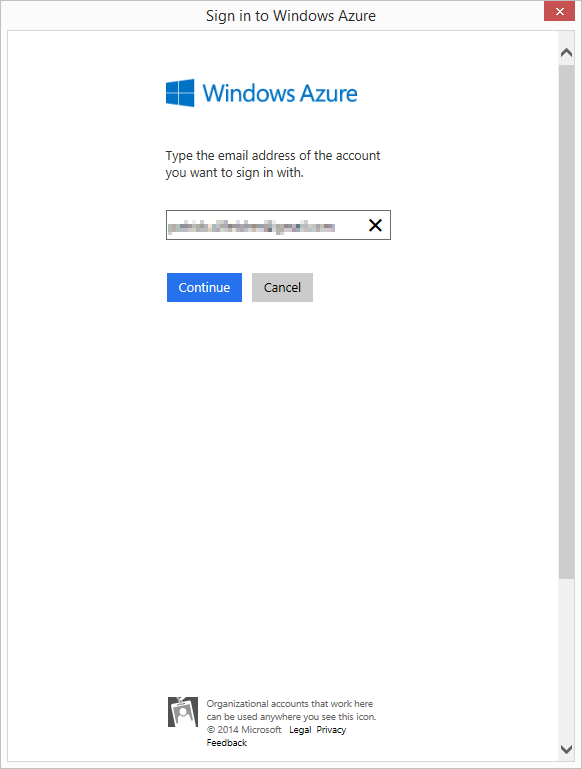 Sign in to Windows Azure
Windows Azure
Type the email address of the account
you want to sign in with.
Continue
Cancel
Organizational accounts that work here
can be used anywhere you see this icon.
© 2014 Microsoft Legal Privacy
Feedback